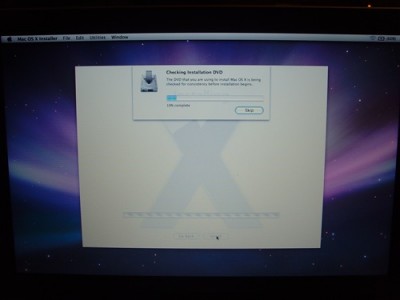 Mac OS X Installer File Edit Utilities Window
Checking Installation DVD
The DVD that you are using to install Mac OS X is being
checked for consistency before installation begins.
Skip